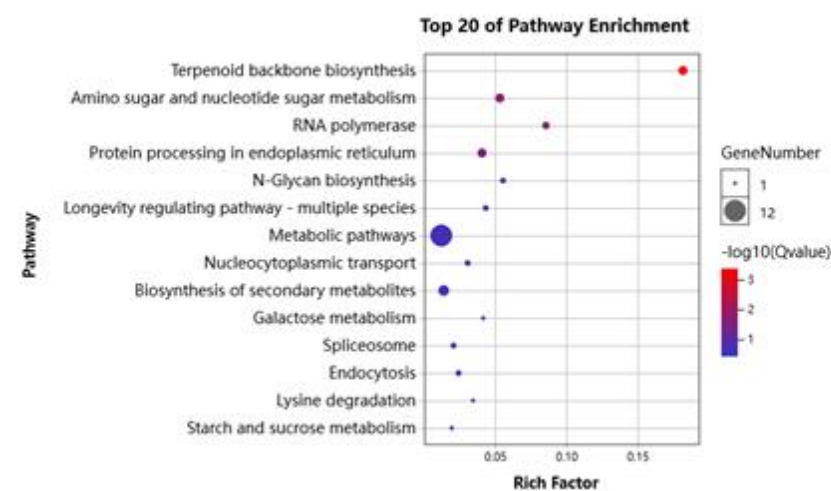 Top 20 of Pathway Enrichment
Terpenoid backbone biosynthesis
Amino sugar and nucleotide sugar metabolism
RNA polymerase
Protein processing in endoplasmic reticulum
N-Glycan biosynthesis
Longevity regulating pathway - multiple species
Metabolic pathways
Nucleocytoplasmic transport
Biosynthesis of secondary metabolites
Galactose metabolism
Spliceosome
Endocytosis
Lysine degradation
Starch and sucrose metabolism
Pathway
0.05 0.10 0.15
Rich Factor
GeneNumber
1
12
-log10(Qvalue)
3
2
1